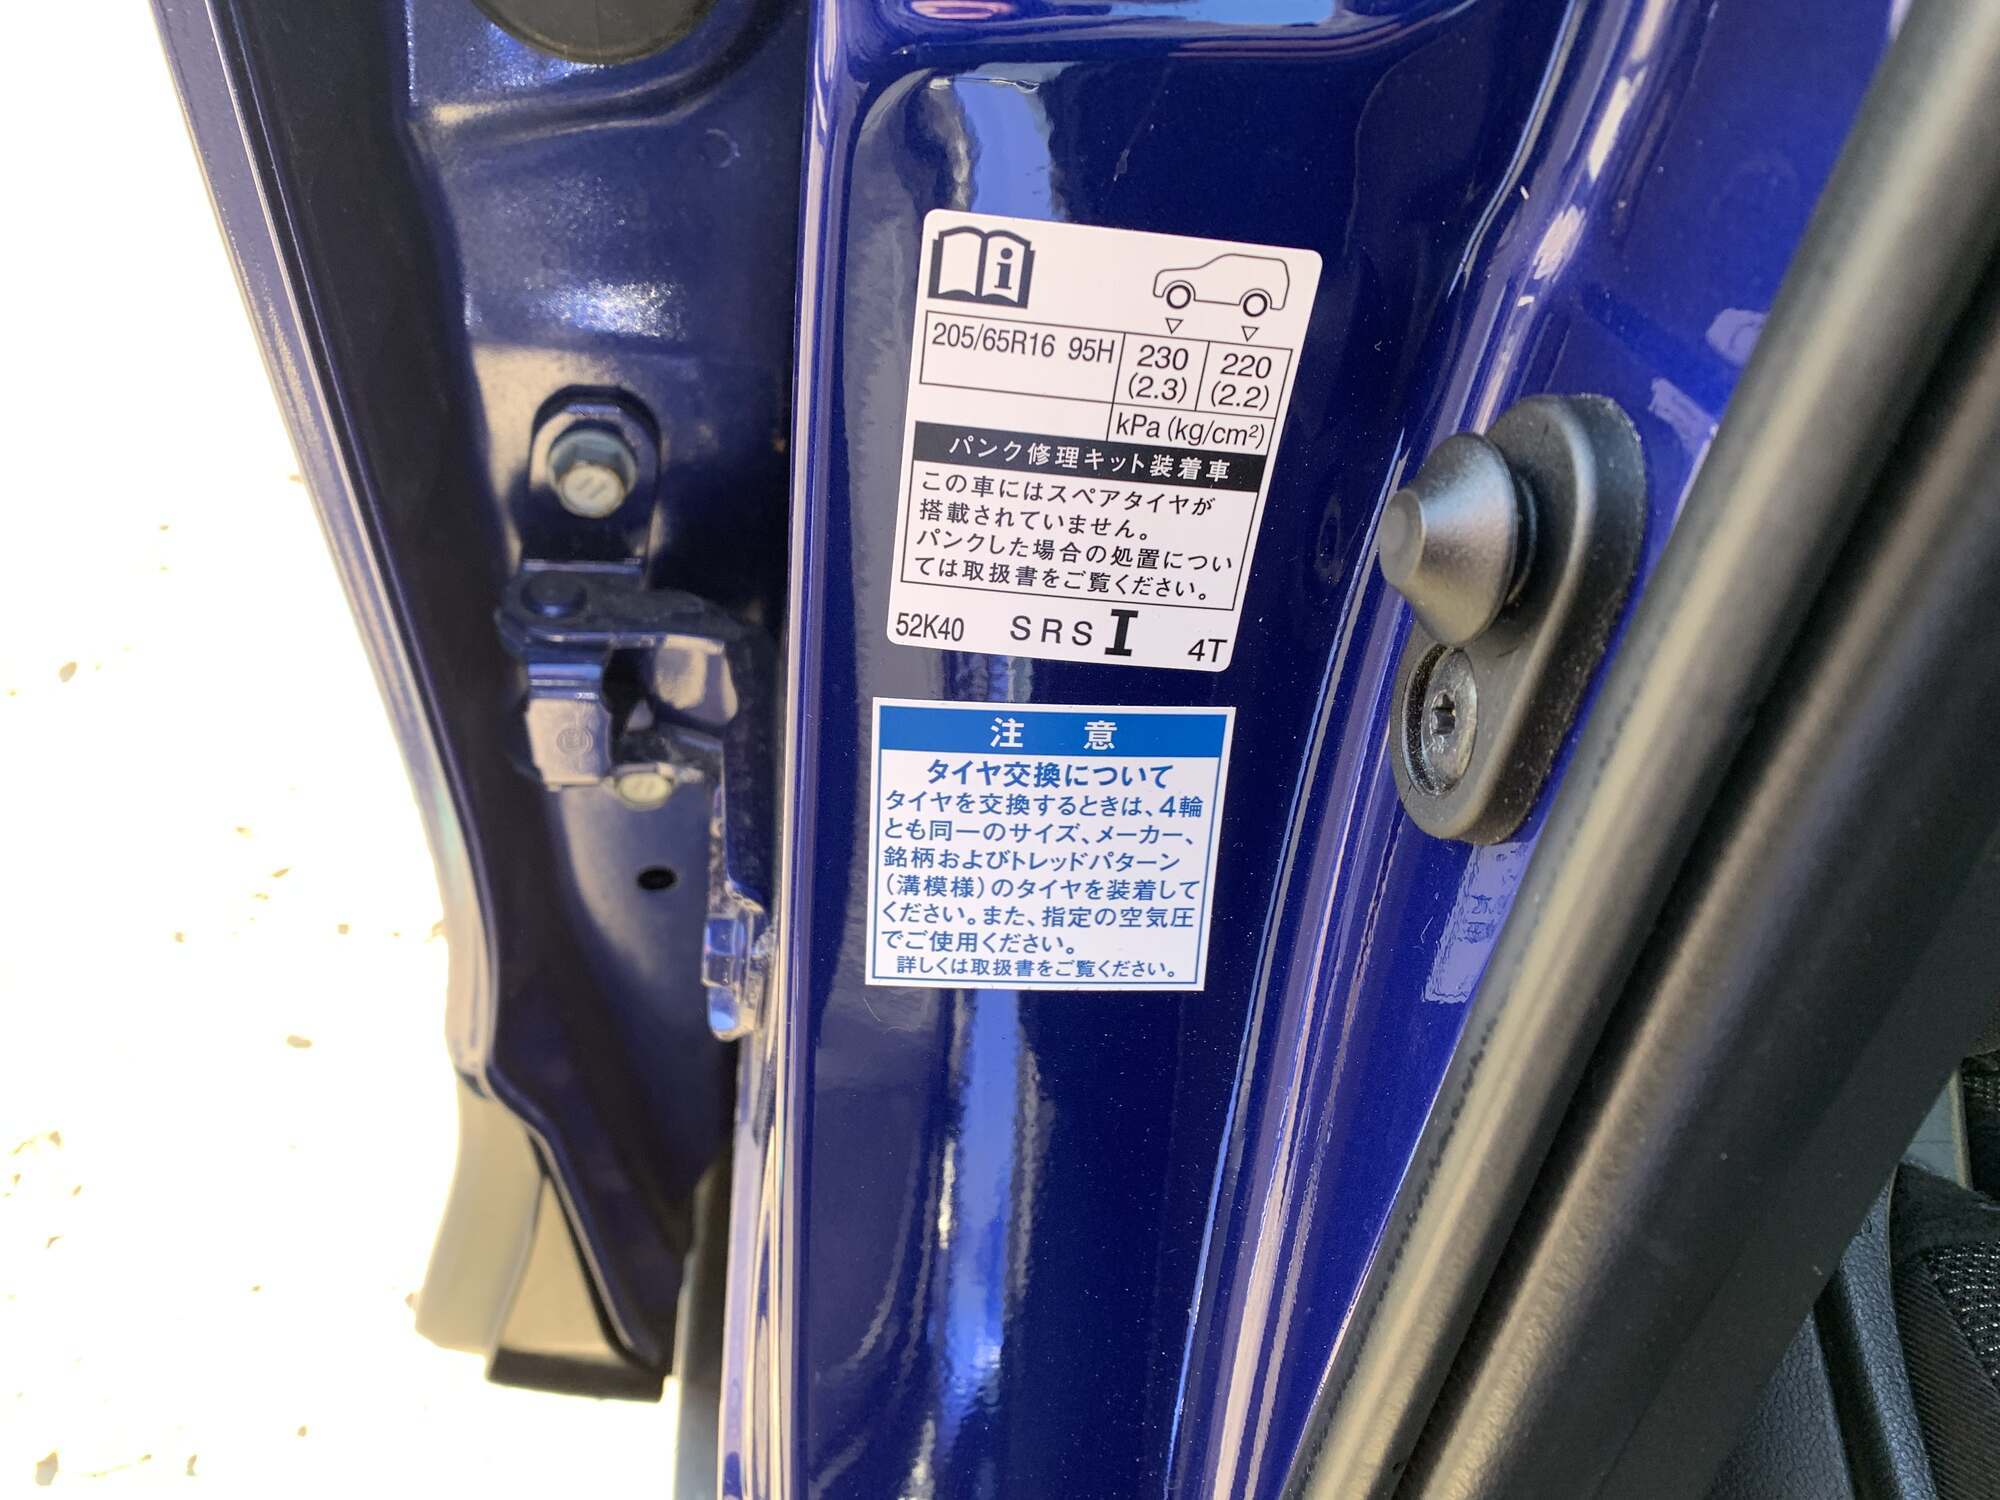 205/65R16 95H 230 220
(2.3) (2.2)
kPa (kg/cm²)
パンク修理キット装着車
この車にはスペアタイヤが
搭載されていません。
パンクした場合の処置につい
ては取扱書をご覧ください。
52K40 SRS I 4T
注 意
タイヤ交換について
タイヤを交換するときは、4輪
とも同一のサイズ、メーカー、
銘柄およびトレッドパターン
(溝模様)のタイヤを装着して
ください。また、指定の空気圧
でご使用ください。
詳しくは取扱書をご覧ください。